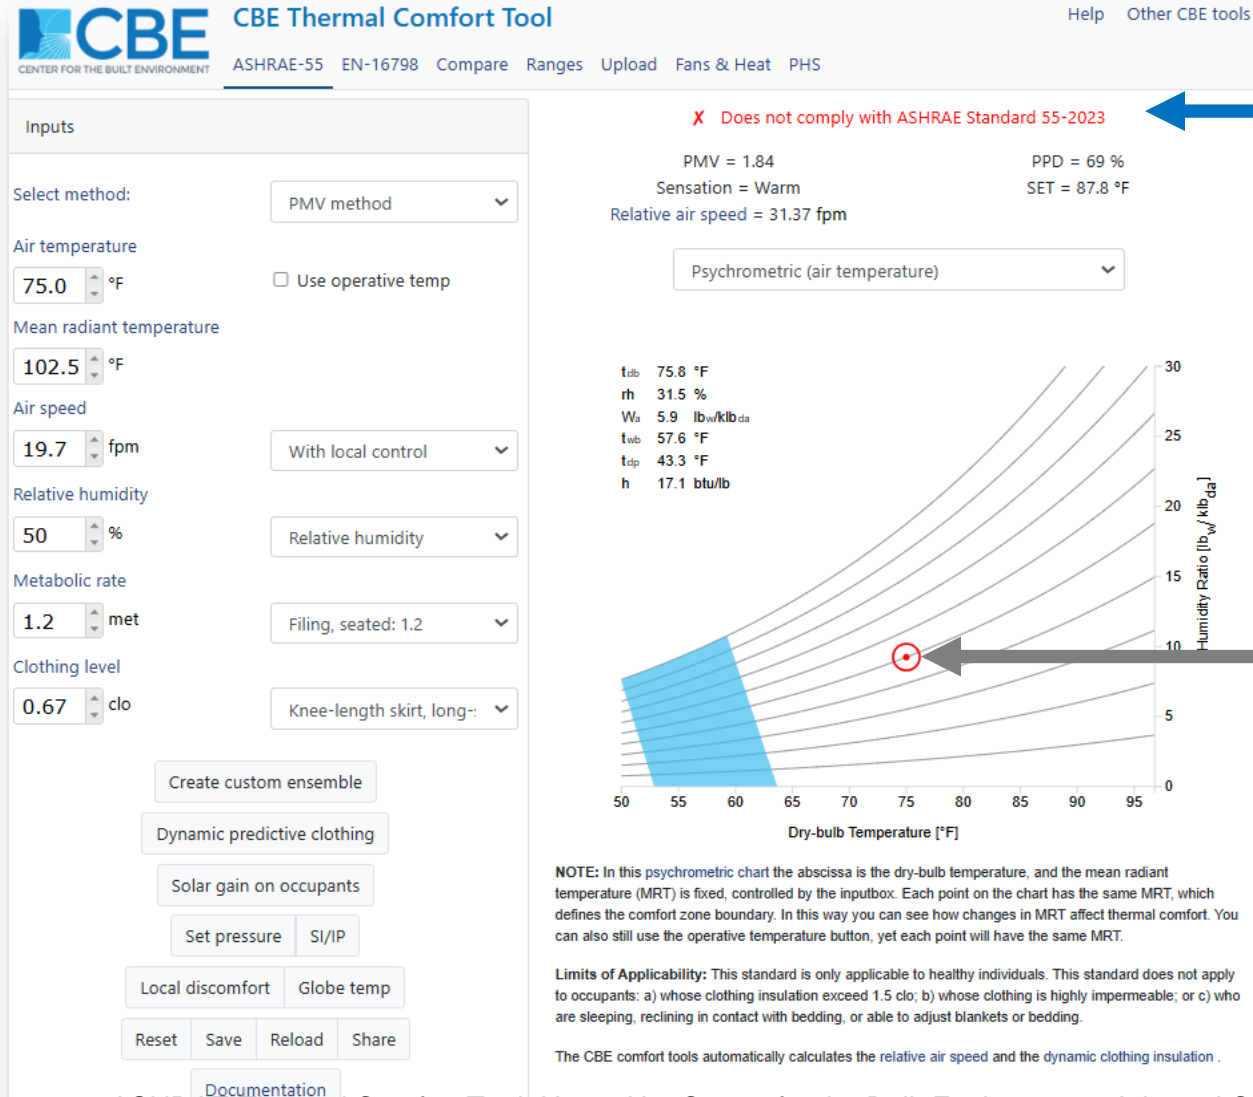 CBE
CENTER FOR THE BUILT ENVIRONMENT
CBE Thermal Comfort Tool
Help Other CBE tools
ASHRAE-55 EN-16798 Compare Ranges Upload Fans & Heat PHS
Inputs
Select method:
PMV method
Air temperature
75.0 °F
Use operative temp
Mean radiant temperature
102.5 °F
Air speed
19.7 fpm
With local control
Relative humidity
50 %
Relative humidity
Metabolic rate
1.2 met
Filing, seated: 1.2
Clothing level
0.67 clo
Knee-length skirt, long-
Create custom ensemble
Dynamic predictive clothing
Solar gain on occupants
Set pressure SI/IP
Local discomfort Globe temp
Reset Save Reload Share
Documentation
✗ Does not comply with ASHRAE Standard 55-2023
PMV = 1.84 PPD = 69 %
Sensation = Warm SET = 87.8 °F
Relative air speed = 31.37 fpm
Psychrometric (air temperature)
tdb 75.8 °F
rh 31.5 %
Wa 5.9 lbw/klbda
twb 57.6 °F
tdp 43.3 °F
h 17.1 btu/lb
30
25
20
15
10
5
0
Humidity Ratio [lbw/klbda]
50 55 60 65 70 75 80 85 90 95
Dry-bulb Temperature [°F]
NOTE: In this psychrometric chart the abscissa is the dry-bulb temperature, and the mean radiant
temperature (MRT) is fixed, controlled by the inputbox. Each point on the chart has the same MRT, which
defines the comfort zone boundary. In this way you can see how changes in MRT affect thermal comfort. You
can also still use the operative temperature button, yet each point will have the same MRT.
Limits of Applicability: This standard is only applicable to healthy individuals. This standard does not apply
to occupants: a) whose clothing insulation exceed 1.5 clo; b) whose clothing is highly impermeable; or c) who
are sleeping, reclining in contact with bedding, or able to adjust blankets or bedding.
The CBE comfort tools automatically calculates the relative air speed and the dynamic clothing insulation .